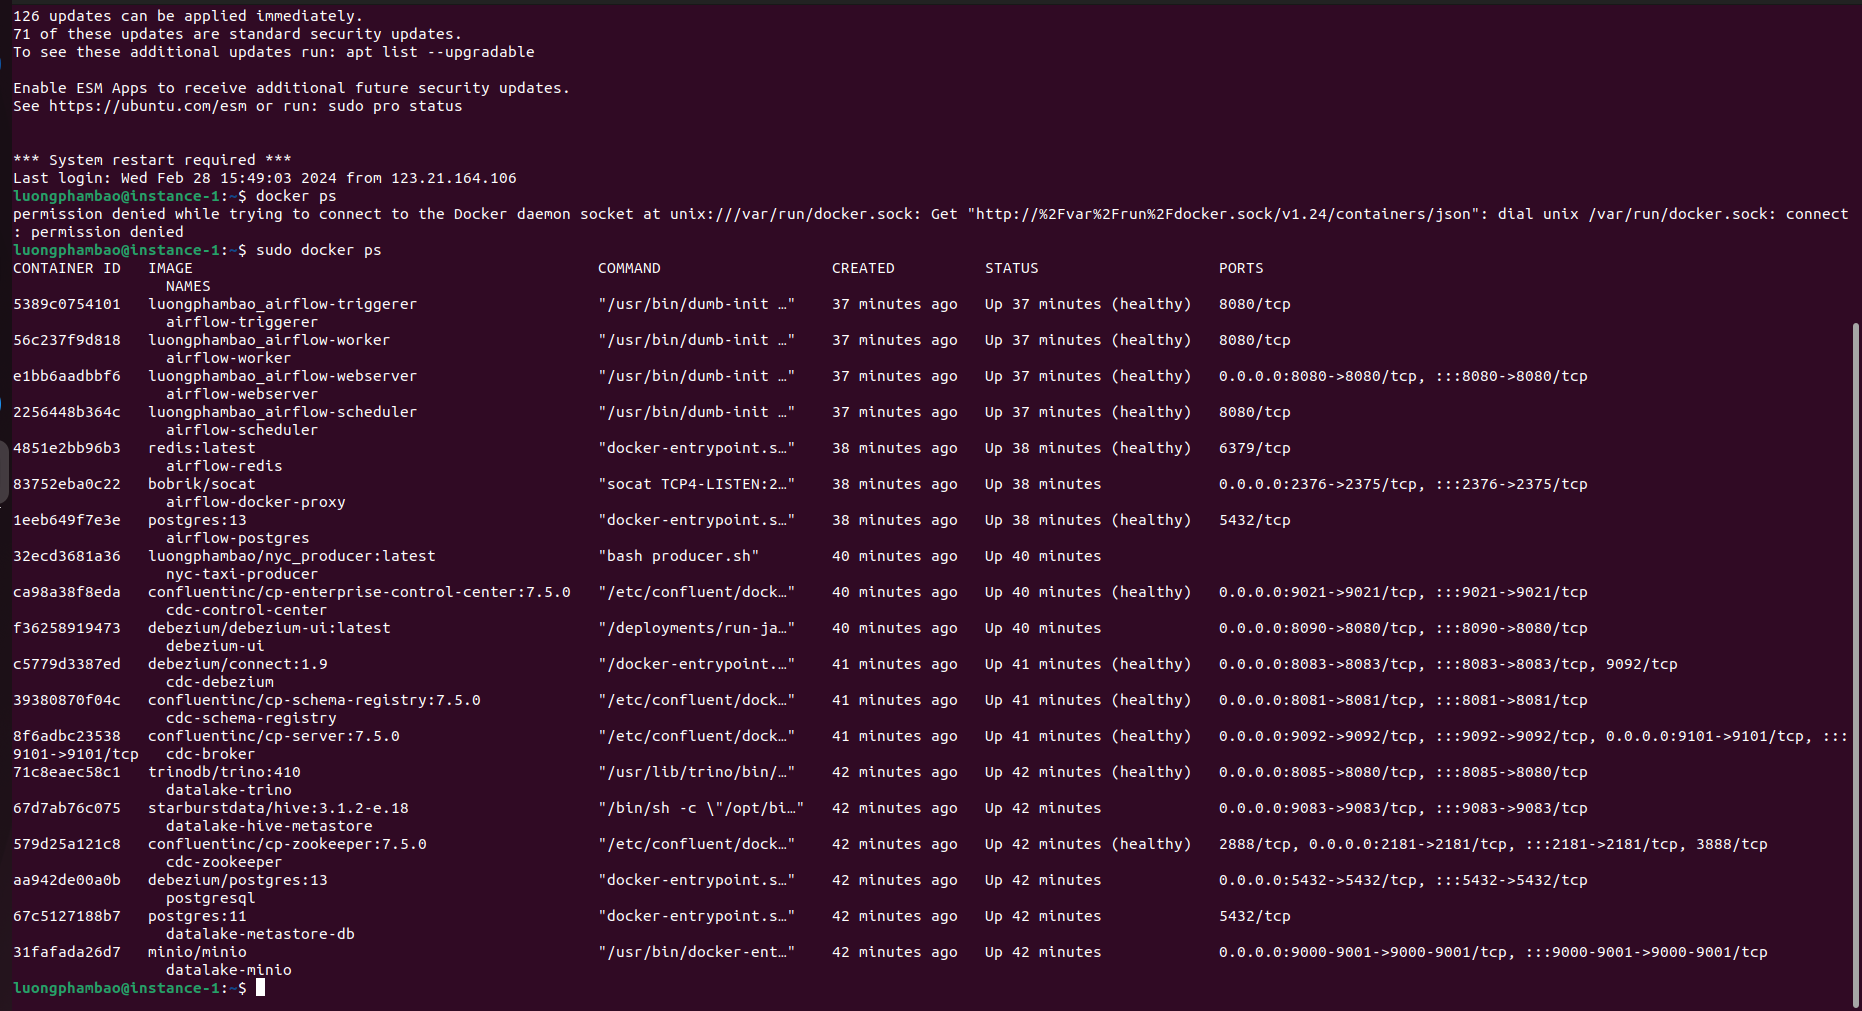 126 updates can be applied immediately.
71 of these updates are standard security updates.
To see these additional updates run: apt list --upgradable
Enable ESM Apps to receive additional future security updates.
See https://ubuntu.com/esm or run: sudo pro status
*** System restart required ***
Last login: Wed Feb 28 15:49:03 2024 from 123.21.164.106
luongphambao@instance-1:~$ docker ps
permission denied while trying to connect to the Docker daemon socket at unix:///var/run/docker.sock: Get "http://%2Fvar%2Frun%2Fdocker.sock/v1.24/containers/json": dial unix /var/run/docker.sock: connect
: permission denied
luongphambao@instance-1:~$ sudo docker ps
CONTAINER ID   IMAGE                                             COMMAND                  CREATED          STATUS                    PORTS
                 NAMES
5389c0754101   luongphambao_airflow-triggerer                    "/usr/bin/dumb-init …"   37 minutes ago   Up 37 minutes (healthy)   8080/tcp
                 airflow-triggerer
56c237f9d818   luongphambao_airflow-worker                       "/usr/bin/dumb-init …"   37 minutes ago   Up 37 minutes (healthy)   8080/tcp
                 airflow-worker
e1bb6aadbbf6   luongphambao_airflow-webserver                    "/usr/bin/dumb-init …"   37 minutes ago   Up 37 minutes (healthy)   0.0.0.0:8080->8080/tcp, :::8080->8080/tcp
                 airflow-webserver
2256448b364c   luongphambao_airflow-scheduler                    "/usr/bin/dumb-init …"   37 minutes ago   Up 37 minutes (healthy)   8080/tcp
                 airflow-scheduler
4851e2bb96b3   redis:latest                                      "docker-entrypoint.s…"   38 minutes ago   Up 38 minutes (healthy)   6379/tcp
                 airflow-redis
83752eba0c22   bobrik/socat                                      "socat TCP4-LISTEN:2…"   38 minutes ago   Up 38 minutes             0.0.0.0:2376->2375/tcp, :::2376->2375/tcp
                 airflow-docker-proxy
1eeb649f7e3e   postgres:13                                       "docker-entrypoint.s…"   38 minutes ago   Up 38 minutes (healthy)   5432/tcp
                 airflow-postgres
32ecd3681a36   luongphambao/nyc_producer:latest                  "bash producer.sh"       40 minutes ago   Up 40 minutes
                 nyc-taxi-producer
ca98a38f8eda   confluentinc/cp-enterprise-control-center:7.5.0   "/etc/confluent/dock…"   40 minutes ago   Up 40 minutes (healthy)   0.0.0.0:9021->9021/tcp, :::9021->9021/tcp
                 cdc-control-center
f36258919473   debezium/debezium-ui:latest                       "/deployments/run-ja…"   40 minutes ago   Up 40 minutes             0.0.0.0:8090->8080/tcp, :::8090->8080/tcp
                 debezium-ui
c5779d3387ed   debezium/connect:1.9                              "/docker-entrypoint.…"   41 minutes ago   Up 41 minutes (healthy)   0.0.0.0:8083->8083/tcp, :::8083->8083/tcp, 9092/tcp
                 cdc-debezium
39380870f04c   confluentinc/cp-schema-registry:7.5.0             "/etc/confluent/dock…"   41 minutes ago   Up 41 minutes (healthy)   0.0.0.0:8081->8081/tcp, :::8081->8081/tcp
                 cdc-schema-registry
8f6adbc23538   confluentinc/cp-server:7.5.0                      "/etc/confluent/dock…"   41 minutes ago   Up 41 minutes (healthy)   0.0.0.0:9092->9092/tcp, :::9092->9092/tcp, 0.0.0.0:9101->9101/tcp, :::
9101->9101/tcp   cdc-broker
71c8eaec58c1   trinodb/trino:410                                 "/usr/lib/trino/bin/…"   42 minutes ago   Up 42 minutes (healthy)   0.0.0.0:8085->8080/tcp, :::8085->8080/tcp
                 datalake-trino
67d7ab76c075   starburstdata/hive:3.1.2-e.18                     "/bin/sh -c \"/opt/bi…"   42 minutes ago   Up 42 minutes             0.0.0.0:9083->9083/tcp, :::9083->9083/tcp
                 datalake-hive-metastore
579d25a121c8   confluentinc/cp-zookeeper:7.5.0                   "/etc/confluent/dock…"   42 minutes ago   Up 42 minutes (healthy)   2888/tcp, 0.0.0.0:2181->2181/tcp, :::2181->2181/tcp, 3888/tcp
                 cdc-zookeeper
aa942de00a0b   debezium/postgres:13                              "docker-entrypoint.s…"   42 minutes ago   Up 42 minutes             0.0.0.0:5432->5432/tcp, :::5432->5432/tcp
                 postgresql
67c5127188b7   postgres:11                                       "docker-entrypoint.s…"   42 minutes ago   Up 42 minutes             5432/tcp
                 datalake-metastore-db
31fafada26d7   minio/minio                                       "/usr/bin/docker-ent…"   42 minutes ago   Up 42 minutes             0.0.0.0:9000-9001->9000-9001/tcp, :::9000-9001->9000-9001/tcp
                 datalake-minio
luongphambao@instance-1:~$